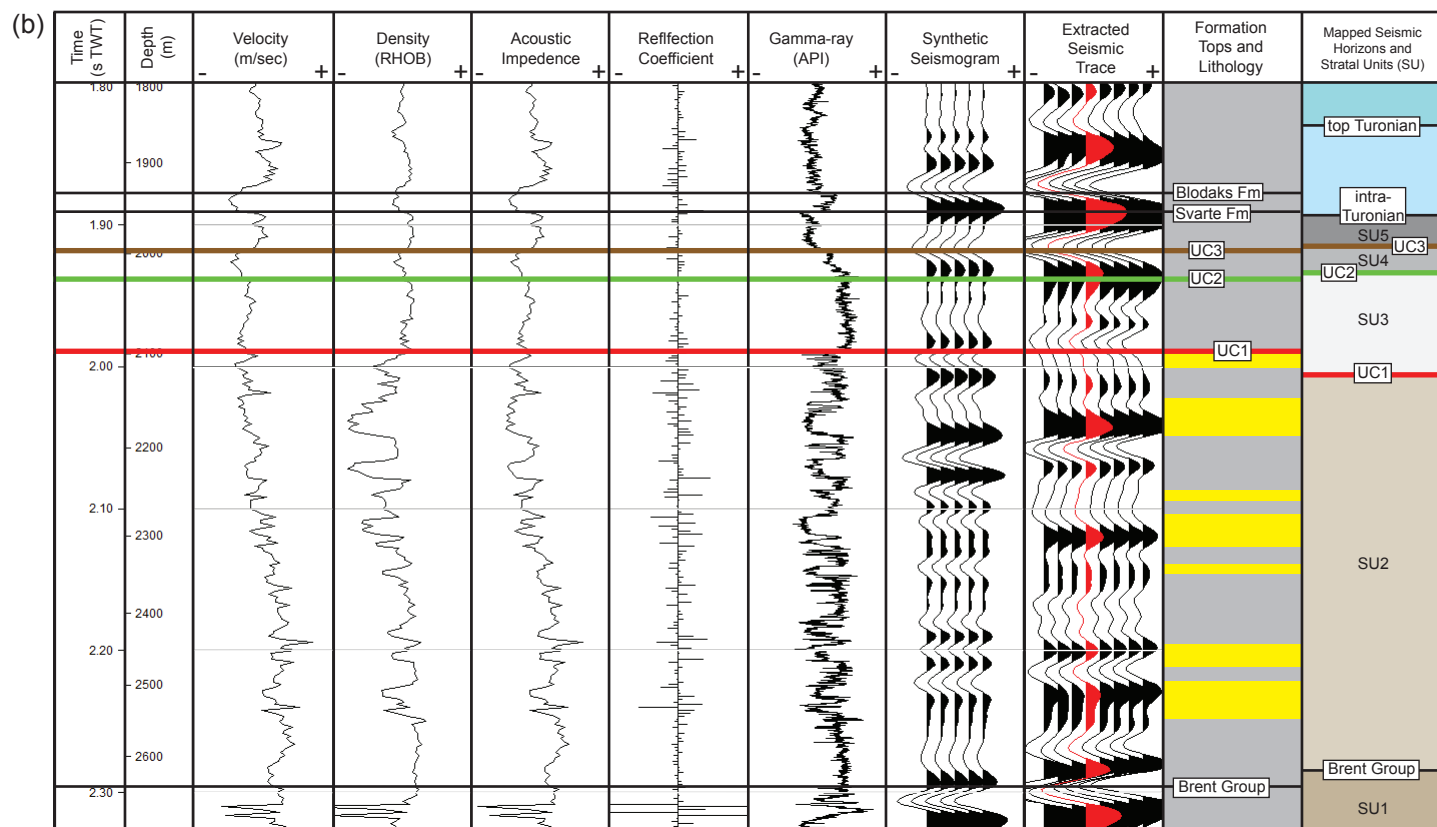 (b)
Time
(s TWT)
Depth
(m)
Velocity
(m/sec)
- +
Density
(RHOB)
- +
Acoustic
Impedence
- +
Reflfection
Coefficient
- +
Gamma-ray
(API)
- +
Synthetic
Seismogram
- +
Extracted
Seismic
Trace
- +
Formation
Tops and
Lithology
Mapped Seismic
Horizons and
Stratal Units (SU)
1.80
1.90
2.00
2.10
2.20
2.30
1800
1900
2000
2100
2200
2300
2400
2500
2600
Blodaks Fm
Svarte Fm
UC3
UC2
UC1
Brent Group
top Turonian
intra-
Turonian
SU5
UC3
SU4
UC2
SU3
UC1
SU2
Brent Group
SU1